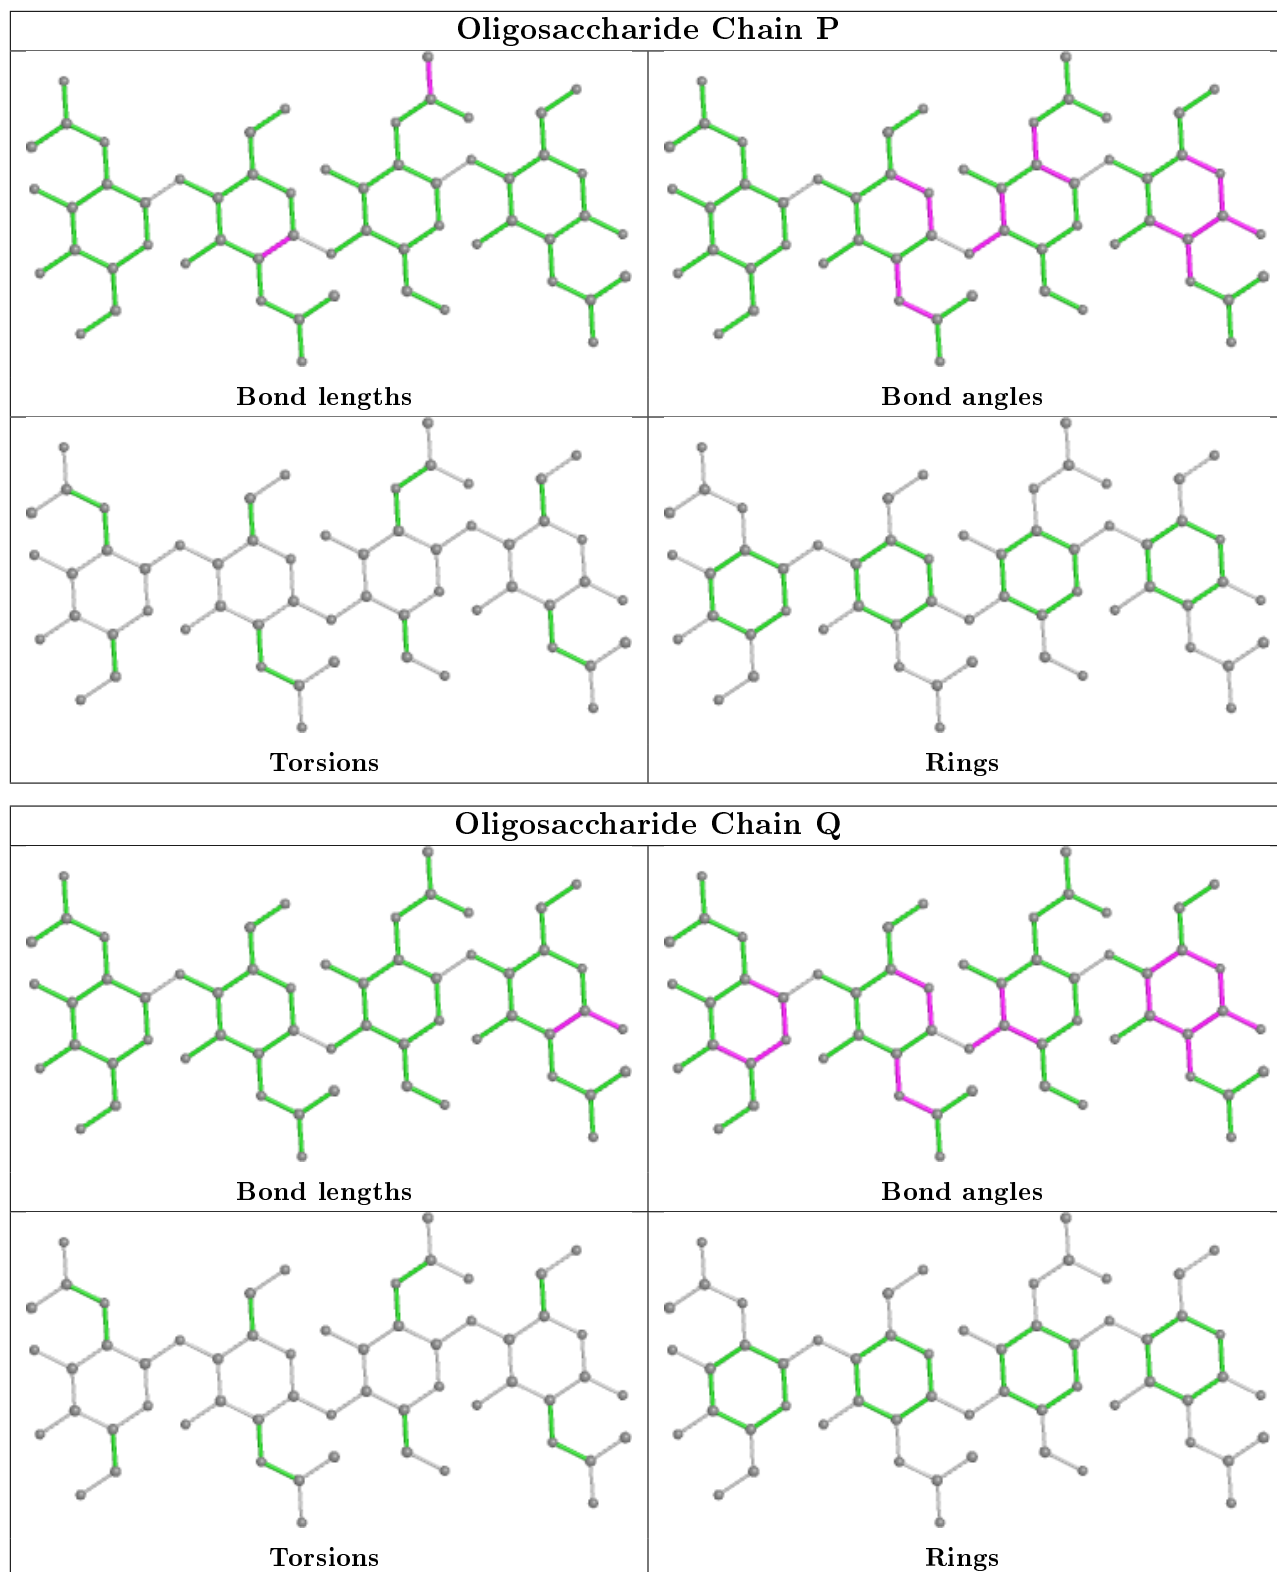 Oligosaccharide Chain P
Bond lengths
Bond angles
Torsions
Rings
Oligosaccharide Chain Q
Bond lengths
Bond angles
Torsions
Rings